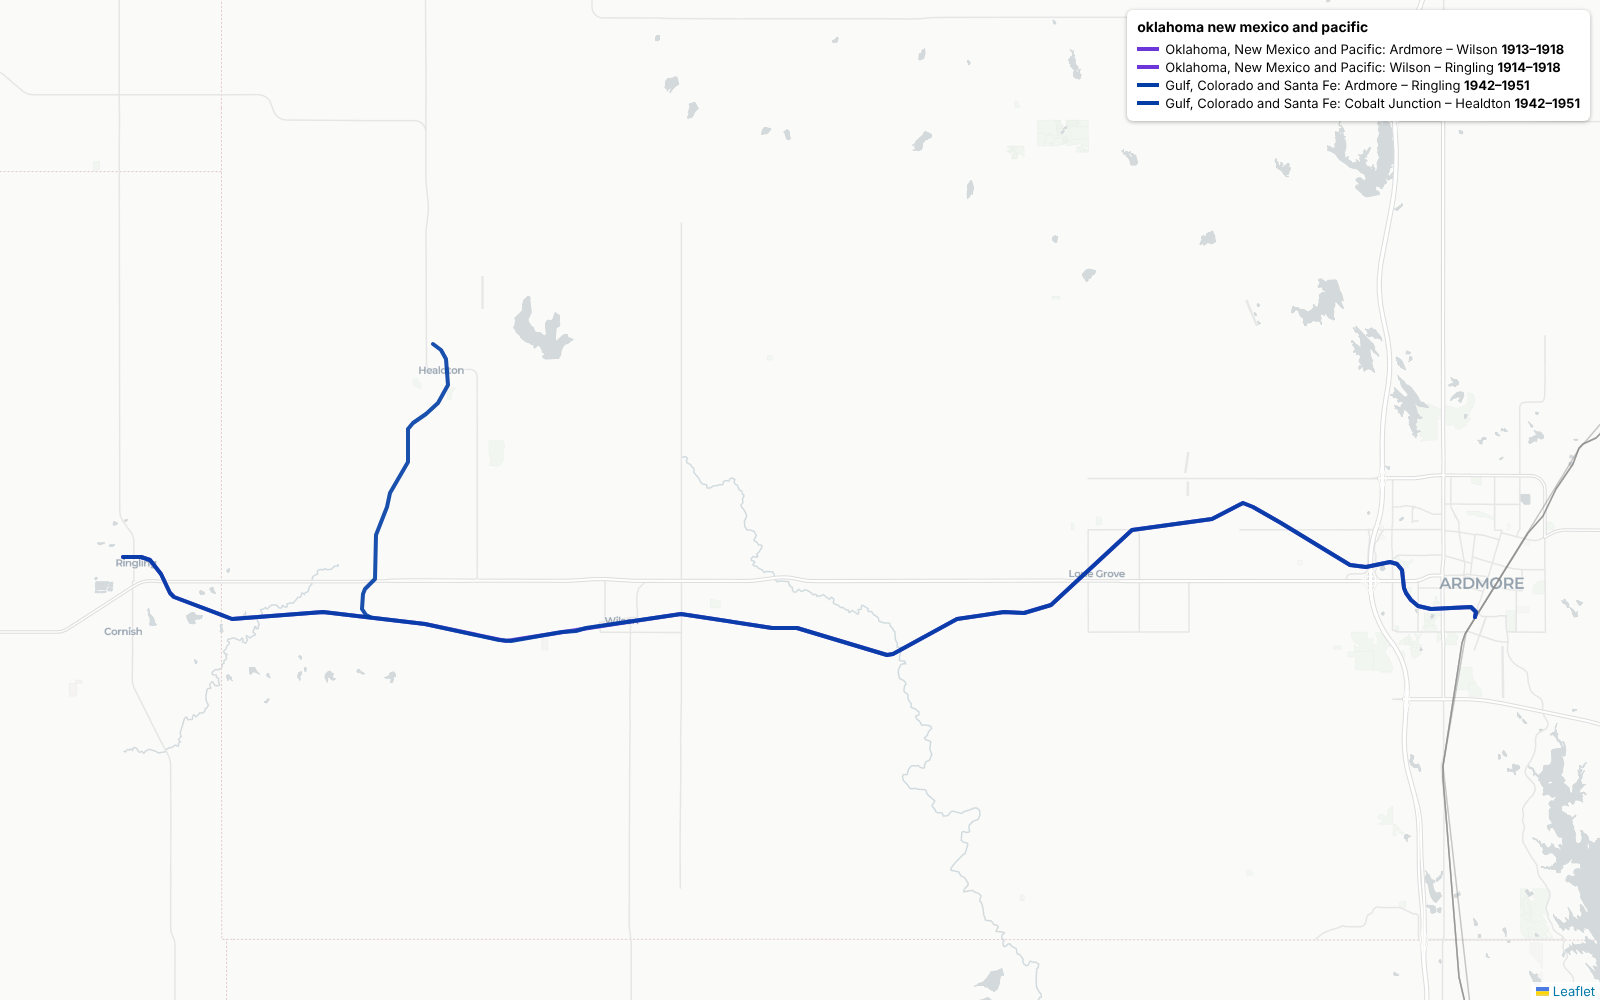 oklahoma new mexico and pacific
Oklahoma, New Mexico and Pacific: Ardmore – Wilson 1913–1918
Oklahoma, New Mexico and Pacific: Wilson – Ringling 1914–1918
Gulf, Colorado and Santa Fe: Ardmore – Ringling 1942–1951
Gulf, Colorado and Santa Fe: Cobalt Junction – Healdton 1942–1951
Healdton
Ringling
Lone Grove
ARDMORE
Wilson
Cornish
Leaflet